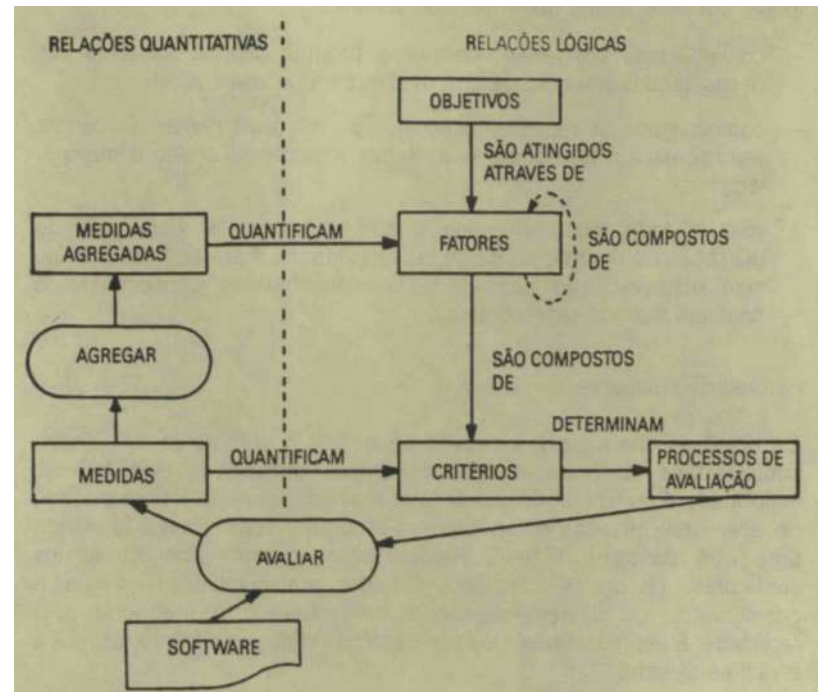 RELAÇÕES QUANTITATIVAS
RELACÕES LÓGICAS
OBJETIVOS
SÃO ATINGIDOS
ATRAVES DE
MEDIDAS
AGREGADAS
QUANTIFICAM
FATORES
SÃO COMPOSTOS
DE
AGREGAR
SÃO COMPOSTOS
DE
DETERMINAM
MEDIDAS
QUANTIFICAM
CRITÉRIOS
PROCESSOS DE
AVALIAÇÃO
AVALIAR
SOFTWARE